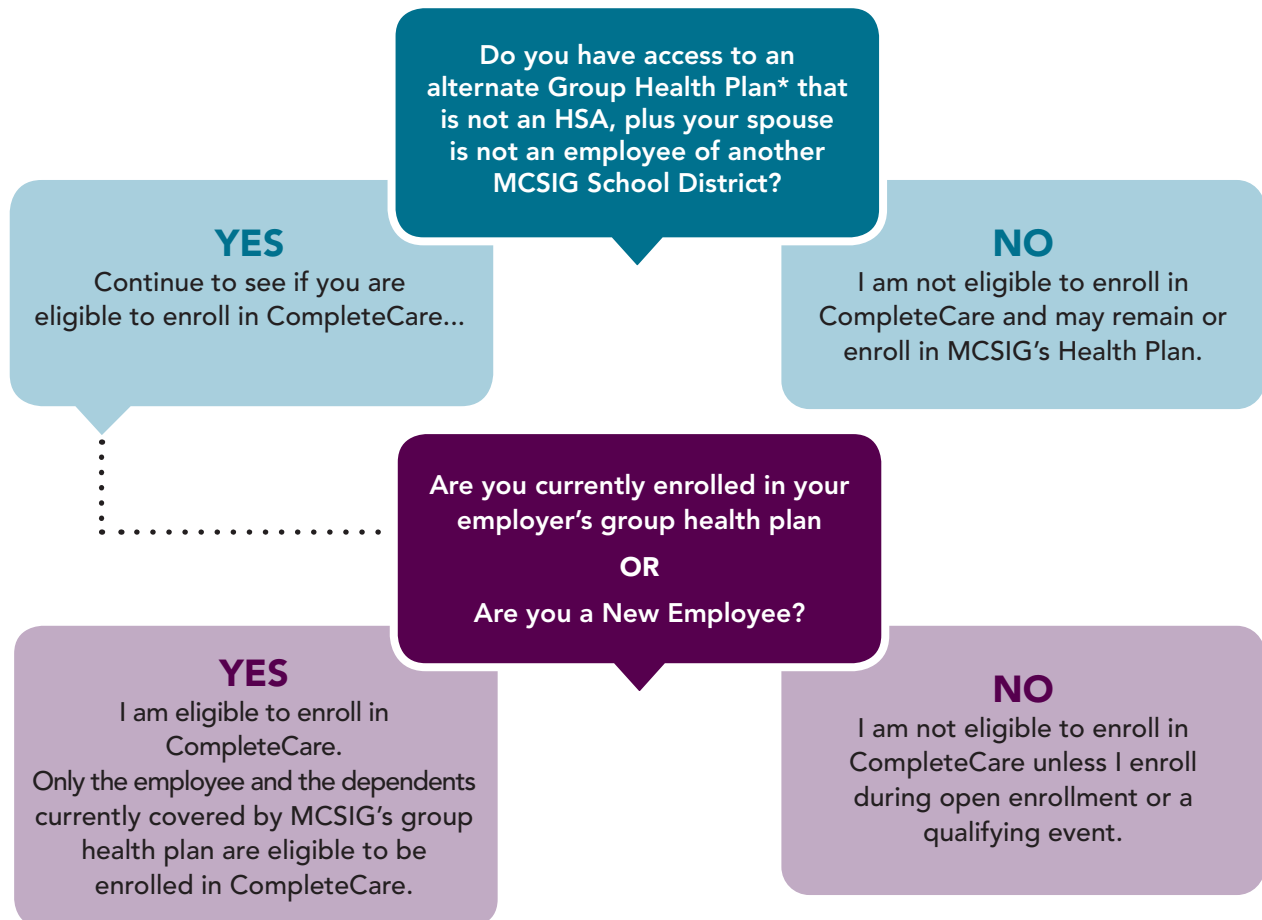 Do you have access to an
alternate Group Health Plan* that
is not an HSA, plus your spouse
is not an employee of another
MCSIG School District?
YES
Continue to see if you are
eligible to enroll in CompleteCare...
NO
I am not eligible to enroll in
CompleteCare and may remain or
enroll in MCSIG's Health Plan.
Are you currently enrolled in your
employer's group health plan
OR
Are you a New Employee?
YES
I am eligible to enroll in
CompleteCare.
Only the employee and the dependents
currently covered by MCSIG's group
health plan are eligible to be
enrolled in CompleteCare.
NO
I am not eligible to enroll in
CompleteCare unless I enroll
during open enrollment or a
qualifying event.